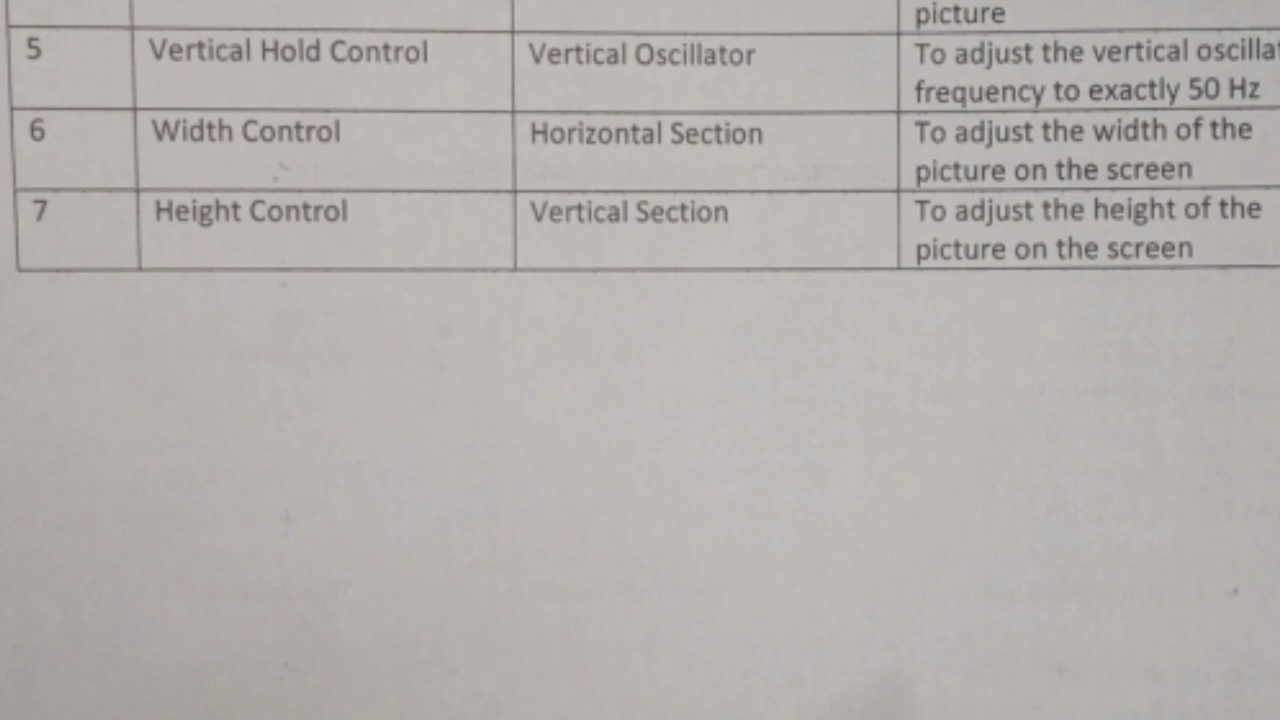 picture
5 Vertical Hold Control Vertical Oscillator To adjust the vertical
frequency to exactly 50 Hz
6 Width Control Horizontal Section To adjust the width of the
picture on the screen
7 Height Control Vertical Section To adjust the height of the
picture on the screen